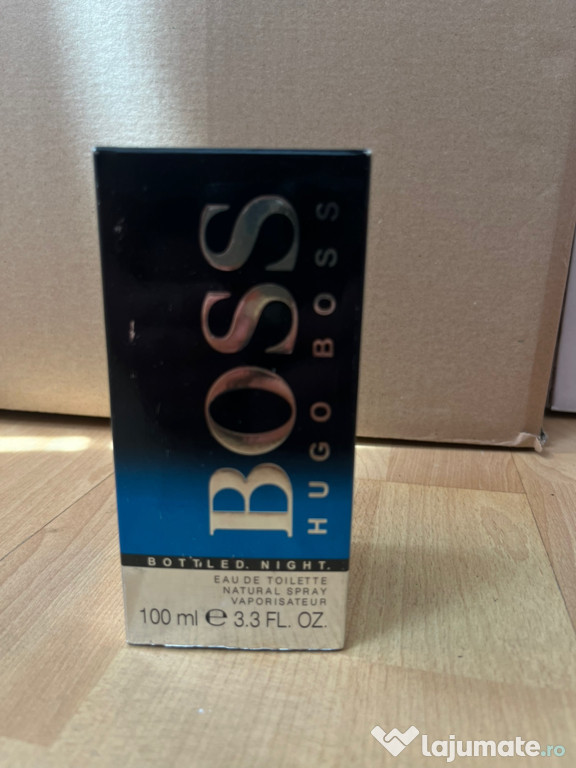 BOSS
HUGO BOSS
BOTTLED. NIGHT.
EAU DE TOILETTE
NATURAL SPRAY
VAPORISATEUR
100 ml e 3.3 FL. OZ.
lajumate.ro